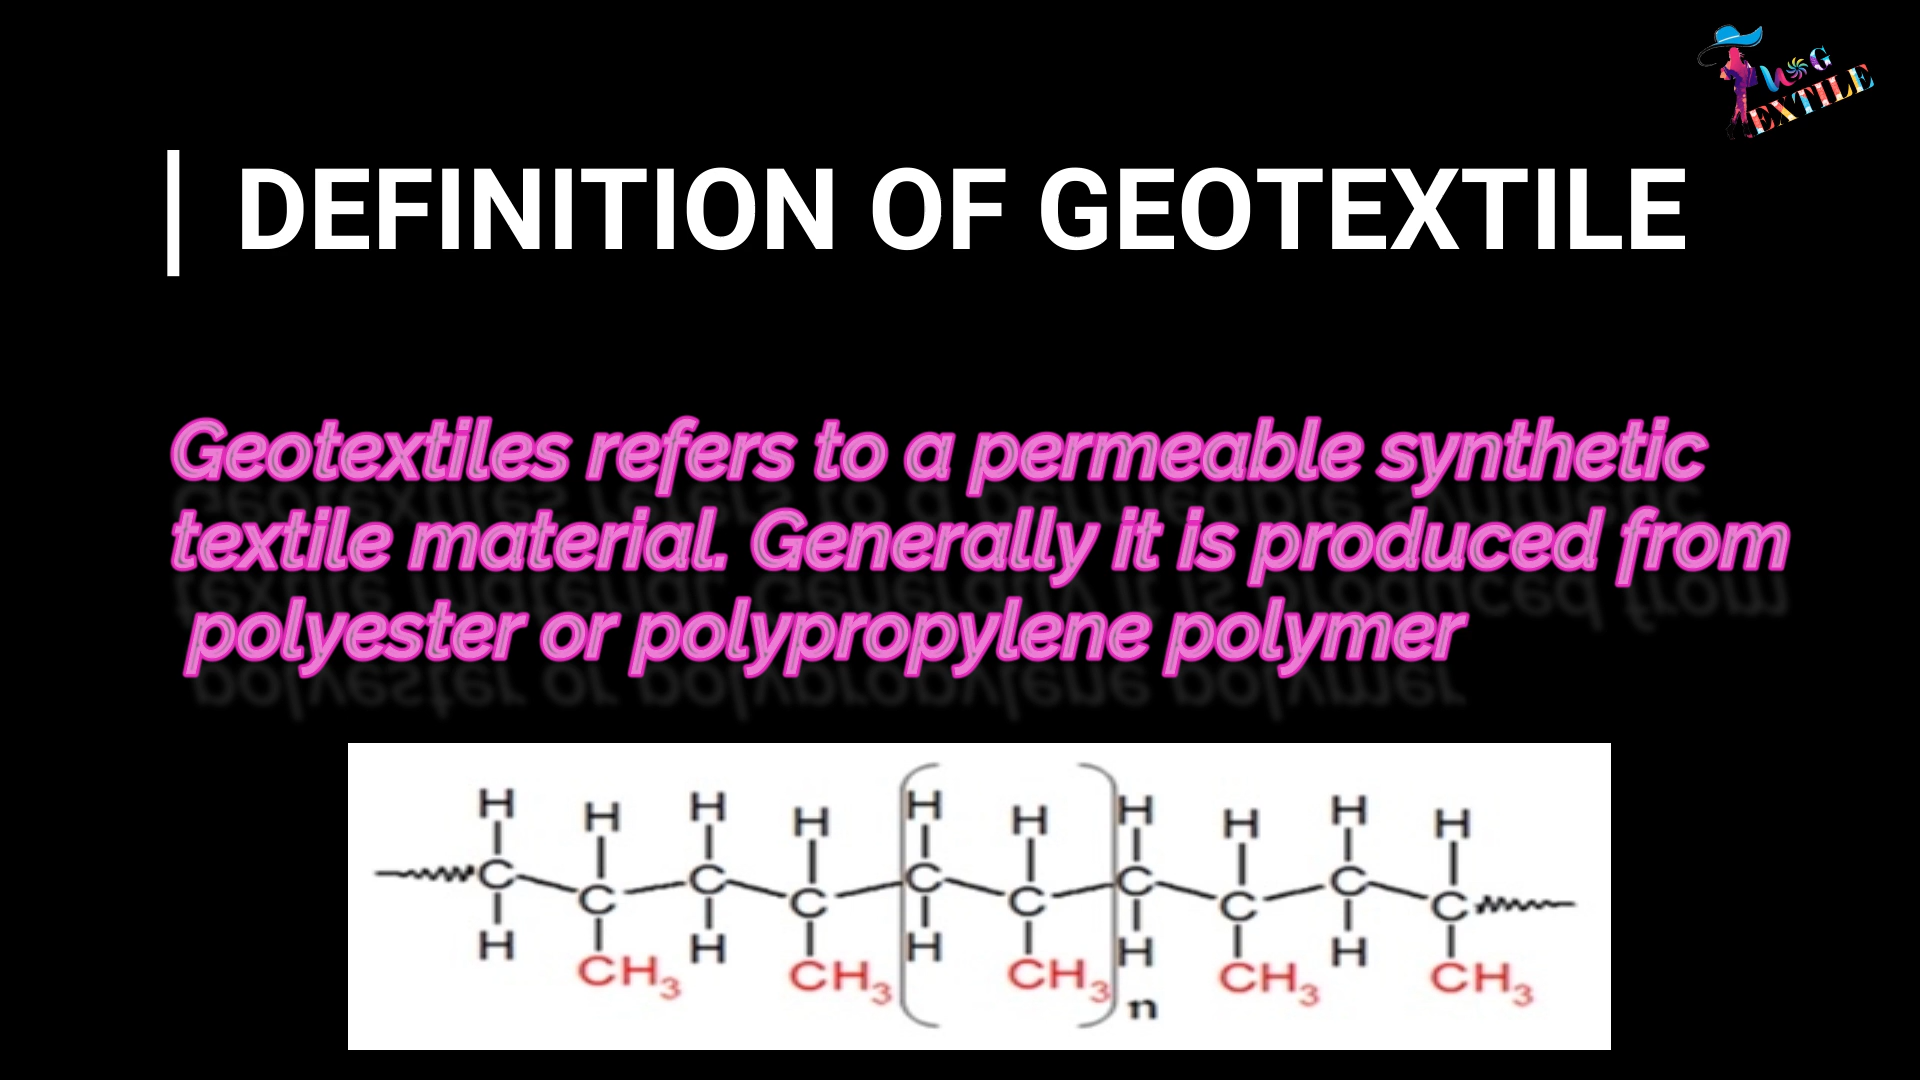 WoG
TEXTILE
DEFINITION OF GEOTEXTILE
Geotextiles refers to a permeable synthetic
textile material. Generally it is produced from
polyester or polypropylene polymer
H H H H H H H H H H
C C C C C C C C C C
H H H H H
CH3 CH3 CH3 CH3 CH3
n